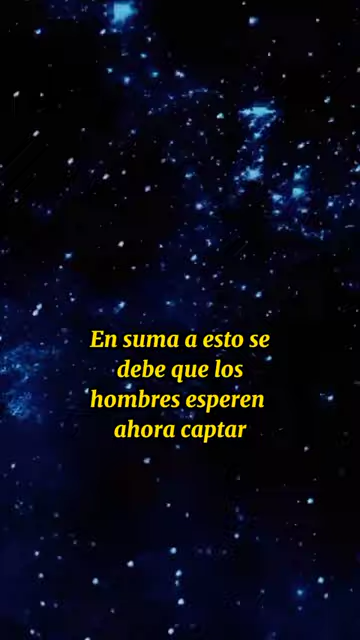 En suma a esto se
debe que los
hombres esperen
ahora captar